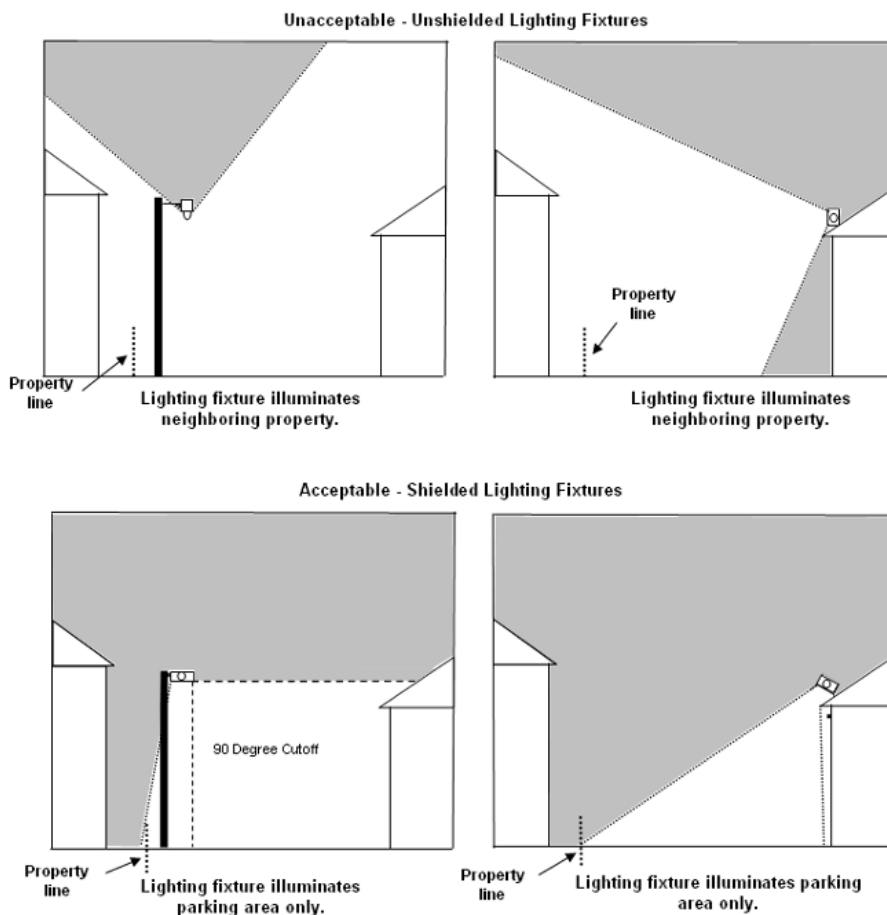 Unacceptable - Unshielded Lighting Fixtures
Property
line
Lighting fixture illuminates
neighboring property.
Property
line
Lighting fixture illuminates
neighboring property.
Acceptable - Shielded Lighting Fixtures
90 Degree Cutoff
Property
line
Lighting fixture illuminates
parking area only.
Property
line
Lighting fixture illuminates parking
area only.